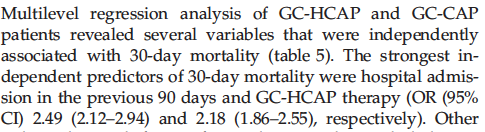 Multilevel regression analysis of GC-HCAP and GC-CAP
patients revealed several variables that were independently
associated with 30-day mortality (table 5). The strongest in-
dependent predictors of 30-day mortality were hospital admis-
sion in the previous 90 days and GC-HCAP therapy (OR (95%
CI) 2.49 (2.12–2.94) and 2.18 (1.86–2.55), respectively). Other